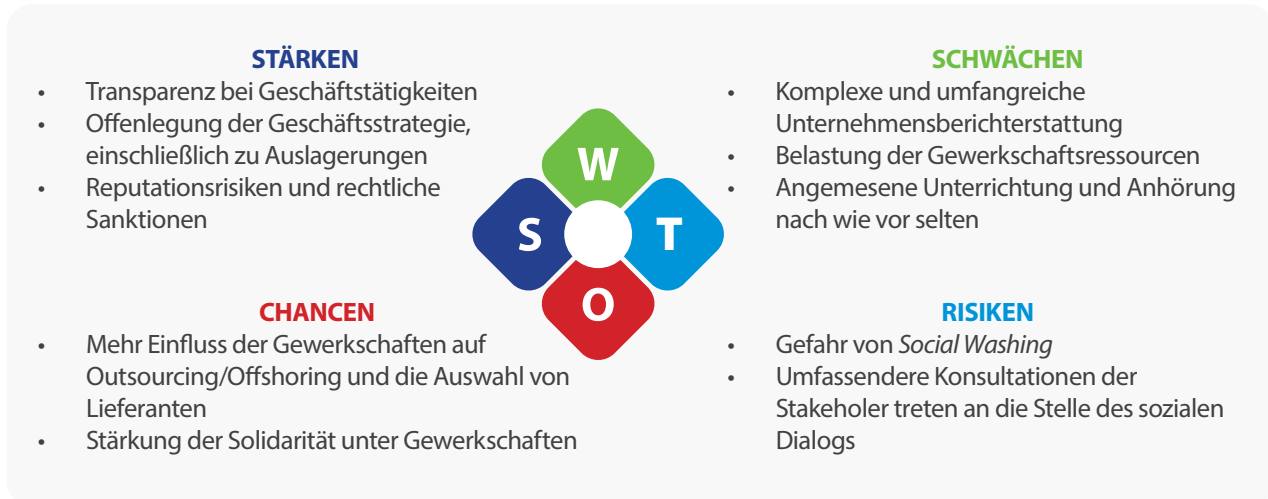 STÄRKEN
• Transparenz bei Geschäftstätigkeiten
• Offenlegung der Geschäftsstrategie,
einschließlich zu Auslagerungen
• Reputationsrisiken und rechtliche
Sanktionen
SCHWÄCHEN
• Komplexe und umfangreiche
Unternehmensberichterstattung
• Belastung der Gewerkschaftsressourcen
• Angemesene Unterrichtung und Anhörung
nach wie vor selten
W
S
T
O
CHANCEN
• Mehr Einfluss der Gewerkschaften auf
Outsourcing/Offshoring und die Auswahl von
Lieferanten
• Stärkung der Solidarität unter Gewerkschaften
RISIKEN
• Gefahr von Social Washing
• Umfassendere Konsultationen der
Stakeholer treten an die Stelle des sozialen
Dialogs